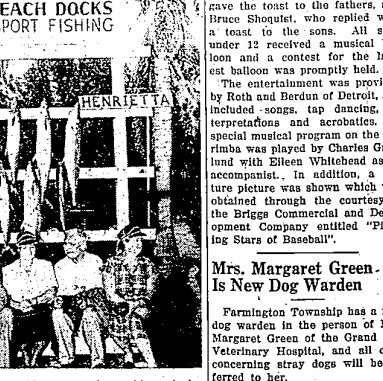 EACH DOCKS
PORT FISHING
HENRIETTA
gave the toast to the fathers,
Bruce Shoquist, who replied w
a toast to the sons. All s
under 12 received a musical
loon and a contest for the l
est balloon was promptly held.
The entertainment was provi
by Roth and Berdun of Detroit,
included songs, tap dancing,
terpretations and acrobatics.
special musical program on the
rimba was played by Charles G
lund with Eileen Whitehead as
accompanist. In addition, a
ture picture was shown which
obtained through the courtesy
the Briggs Commercial and De
opment Company entitled "Pi
ing Stars of Baseball".
Mrs. Margaret Green
Is New Dog Warden
Farmington Township has a
dog warden in the person of
Margaret Green of the Grand
Veterinary Hospital, and all c
concerning stray dogs will be
ferred to her.